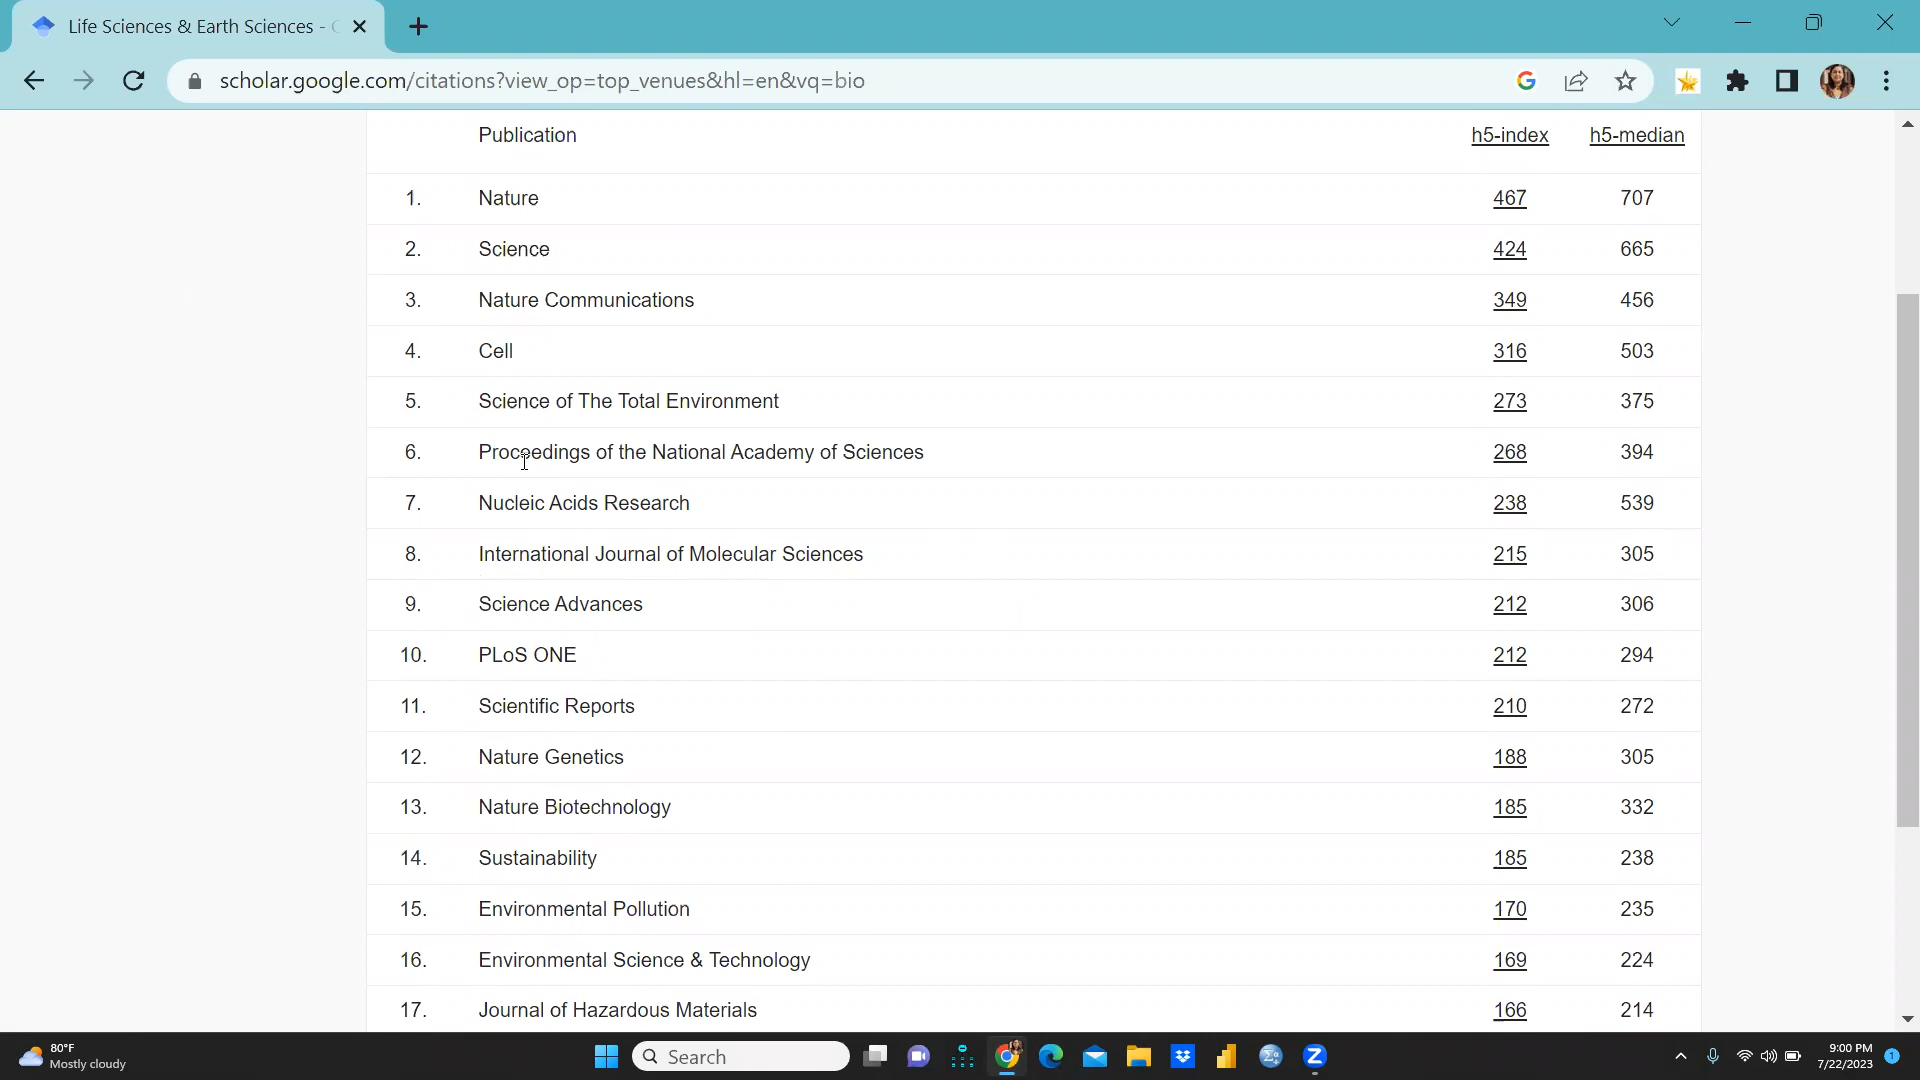 Life Sciences & Earth Sciences -
scholar.google.com/citations?view_op=top_venues&hl=en&vq=bio
Publication h5-index h5-median
1. Nature 467 707
2. Science 424 665
3. Nature Communications 349 456
4. Cell 316 503
5. Science of The Total Environment 273 375
6. Proceedings of the National Academy of Sciences 268 394
7. Nucleic Acids Research 238 539
8. International Journal of Molecular Sciences 215 305
9. Science Advances 212 306
10. PLoS ONE 212 294
11. Scientific Reports 210 272
12. Nature Genetics 188 305
13. Nature Biotechnology 185 332
14. Sustainability 185 238
15. Environmental Pollution 170 235
16. Environmental Science & Technology 169 224
17. Journal of Hazardous Materials 166 214
80°F
Mostly cloudy
Search
9:00 PM
7/22/2023
1